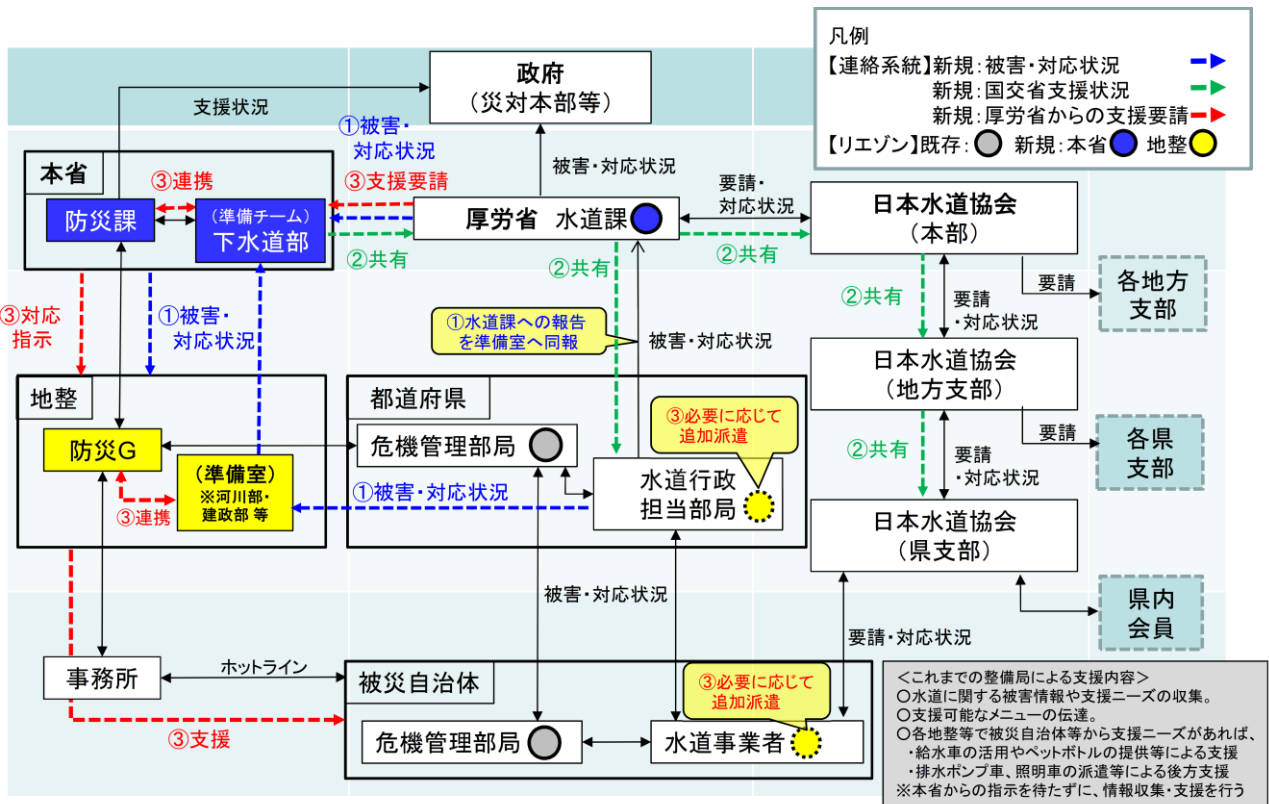 凡例
【連絡系統】新規:被害・対応状況
新規:国交省支援状況
新規:厚労省からの支援要請
【リエゾン】既存: 新規:本省 地整
政府
(災対本部等)
支援状況
①被害・
対応状況
被害・対応状況
本省
③連携
③支援要請
防災課
(準備チーム)
下水道部
②共有
厚労省 水道課
要請・
対応状況
②共有
②共有
日本水道協会
(本部)
要請
各地方
支部
③対応
指示
①被害・
対応状況
①水道課への報告
を準備室へ同報
被害・対応状況
②共有
要請
・対応状況
日本水道協会
(地方支部)
要請
各県
支部
地整
防災G
(準備室)
※河川部・
建政部 等
③連携
都道府県
危機管理部局
③必要に応じて
追加派遣
水道行政
担当部局
①被害・対応状況
②共有
要請
・対応状況
日本水道協会
(県支部)
県内
会員
被害・対応状況
要請・対応状況
事務所
ホットライン
③支援
被災自治体
危機管理部局
③必要に応じて
追加派遣
水道事業者
<これまでの整備局による支援内容>
○水道に関する被害情報や支援ニーズの収集。
○支援可能なメニューの伝達。
○各地整等で被災自治体等から支援ニーズがあれば、
・給水車の活用やペットボトルの提供等による支援
・排水ポンプ車、照明車の派遣等による後方支援
※本省からの指示を待たずに、情報収集・支援を行う